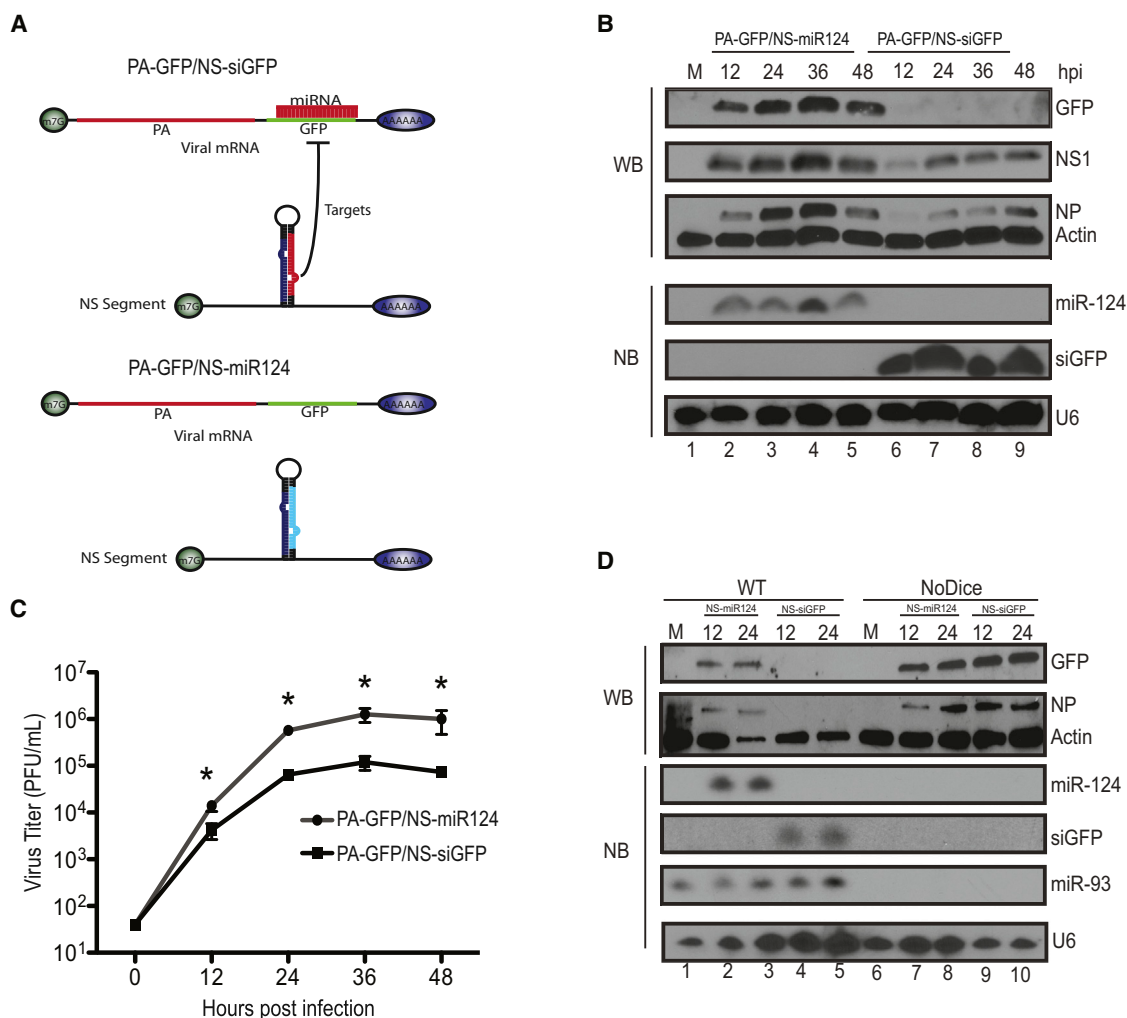 A
PA-GFP/NS-siGFP
miRNA
m7G
PA
GFP
AAAAAA
Viral mRNA
Targets
NS Segment
m7G
AAAAAA
PA-GFP/NS-miR124
m7G
PA
GFP
AAAAAA
Viral mRNA
NS Segment
m7G
AAAAAA
B
PA-GFP/NS-miR124 PA-GFP/NS-siGFP
M 12 24 36 48 12 24 36 48 hpi
GFP
WB
NS1
NP
Actin
miR-124
NB
siGFP
U6
1 2 3 4 5 6 7 8 9
C
Virus Titer (PFU/mL)
10^7
10^6
10^5
10^4
10^3
10^2
10^1
* * * *
PA-GFP/NS-miR124
PA-GFP/NS-siGFP
0 12 24 36 48
Hours post infection
D
WT NoDice
NS-miR124 NS-siGFP NS-miR124 NS-siGFP
M 12 24 12 24 M 12 24 12 24
GFP
WB
NP
Actin
miR-124
siGFP
NB
miR-93
U6
1 2 3 4 5 6 7 8 9 10